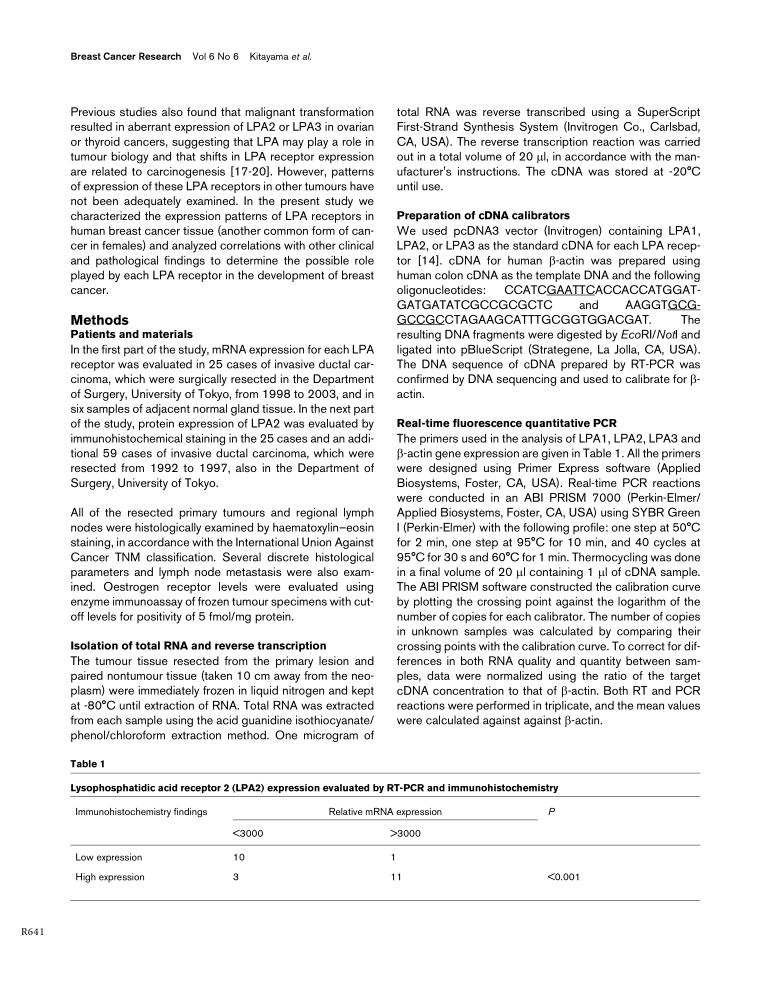 Breast Cancer Research Vol 6 No 6 Kitayama et al.
Previous studies also found that malignant transformation
resulted in aberrant expression of LPA2 or LPA3 in ovarian
or thyroid cancers, suggesting that LPA may play a role in
tumour biology and that shifts in LPA receptor expression
are related to carcinogenesis [17-20]. However, patterns
of expression of these LPA receptors in other tumours have
not been adequately examined. In the present study we
characterized the expression patterns of LPA receptors in
human breast cancer tissue (another common form of can-
cer in females) and analyzed correlations with other clinical
and pathological findings to determine the possible role
played by each LPA receptor in the development of breast
cancer.
Methods
Patients and materials
In the first part of the study, mRNA expression for each LPA
receptor was evaluated in 25 cases of invasive ductal car-
cinoma, which were surgically resected in the Department
of Surgery, University of Tokyo, from 1998 to 2003, and in
six samples of adjacent normal gland tissue. In the next part
of the study, protein expression of LPA2 was evaluated by
immunohistochemical staining in the 25 cases and an addi-
tional 59 cases of invasive ductal carcinoma, which were
resected from 1992 to 1997, also in the Department of
Surgery, University of Tokyo.
All of the resected primary tumours and regional lymph
nodes were histologically examined by haematoxylin–eosin
staining, in accordance with the International Union Against
Cancer TNM classification. Several discrete histological
parameters and lymph node metastasis were also exam-
ined. Oestrogen receptor levels were evaluated using
enzyme immunoassay of frozen tumour specimens with cut-
off levels for positivity of 5 fmol/mg protein.
Isolation of total RNA and reverse transcription
The tumour tissue resected from the primary lesion and
paired nontumour tissue (taken 10 cm away from the neo-
plasm) were immediately frozen in liquid nitrogen and kept
at -80°C until extraction of RNA. Total RNA was extracted
from each sample using the acid guanidine isothiocyanate/
phenol/chloroform extraction method. One microgram of
total RNA was reverse transcribed using a SuperScript
First-Strand Synthesis System (Invitrogen Co., Carlsbad,
CA, USA). The reverse transcription reaction was carried
out in a total volume of 20 μl, in accordance with the man-
ufacturer's instructions. The cDNA was stored at -20°C
until use.
Preparation of cDNA calibrators
We used pcDNA3 vector (Invitrogen) containing LPA1,
LPA2, or LPA3 as the standard cDNA for each LPA recep-
tor [14]. cDNA for human β-actin was prepared using
human colon cDNA as the template DNA and the following
oligonucleotides: CCATCGAATTCACCACCATGGAT-
GATGATATCGCCGCGCTC and AAGGTGCG-
GCCGCCTAGAAGCATTTGCGGTGGACGAT. The
resulting DNA fragments were digested by EcoRI/NotI and
ligated into pBlueScript (Strategene, La Jolla, CA, USA).
The DNA sequence of cDNA prepared by RT-PCR was
confirmed by DNA sequencing and used to calibrate for β-
actin.
Real-time fluorescence quantitative PCR
The primers used in the analysis of LPA1, LPA2, LPA3 and
β-actin gene expression are given in Table 1. All the primers
were designed using Primer Express software (Applied
Biosystems, Foster, CA, USA). Real-time PCR reactions
were conducted in an ABI PRISM 7000 (Perkin-Elmer/
Applied Biosystems, Foster, CA, USA) using SYBR Green
I (Perkin-Elmer) with the following profile: one step at 50°C
for 2 min, one step at 95°C for 10 min, and 40 cycles at
95°C for 30 s and 60°C for 1 min. Thermocycling was done
in a final volume of 20 μl containing 1 μl of cDNA sample.
The ABI PRISM software constructed the calibration curve
by plotting the crossing point against the logarithm of the
number of copies for each calibrator. The number of copies
in unknown samples was calculated by comparing their
crossing points with the calibration curve. To correct for dif-
ferences in both RNA quality and quantity between sam-
ples, data were normalized using the ratio of the target
cDNA concentration to that of β-actin. Both RT and PCR
reactions were performed in triplicate, and the mean values
were calculated against against β-actin.
Table 1
Lysophosphatidic acid receptor 2 (LPA2) expression evaluated by RT-PCR and immunohistochemistry
Immunohistochemistry findings Relative mRNA expression P
<3000 >3000
Low expression 10 1
High expression 3 11 <0.001
R641